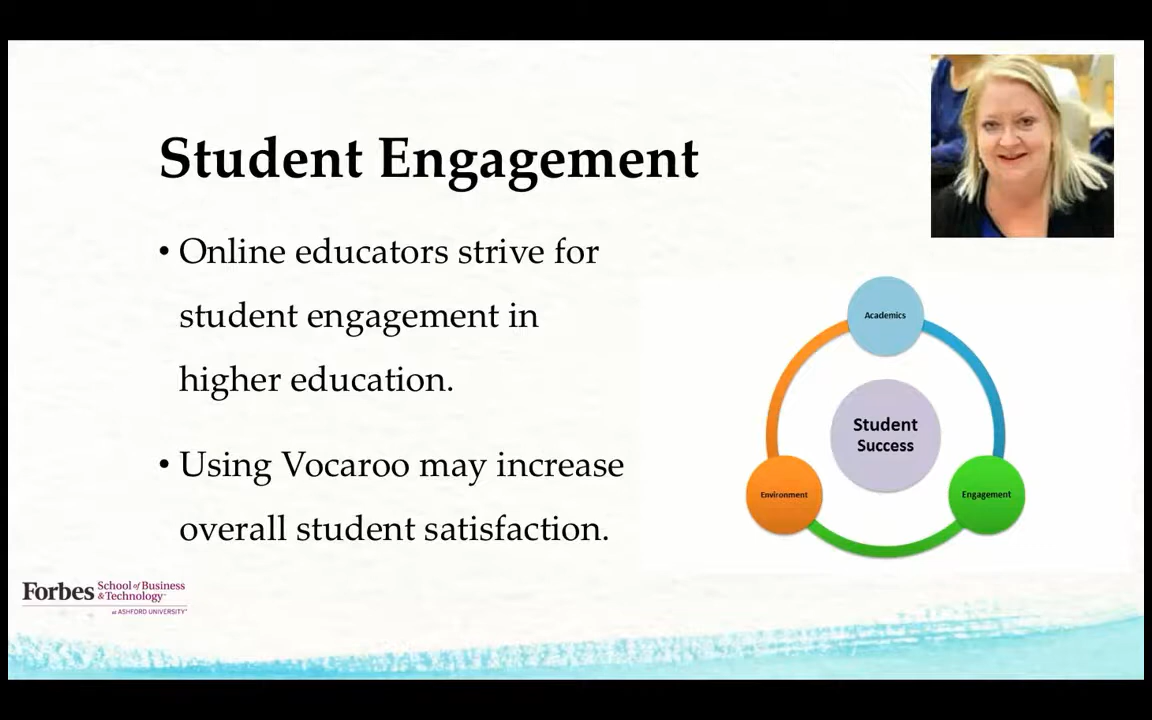 Student Engagement
• Online educators strive for
student engagement in
higher education.
• Using Vocaroo may increase
overall student satisfaction.
Academics
Student
Success
Environment
Engagement
Forbes School of Business
& Technology™
at ASHFORD UNIVERSITY®